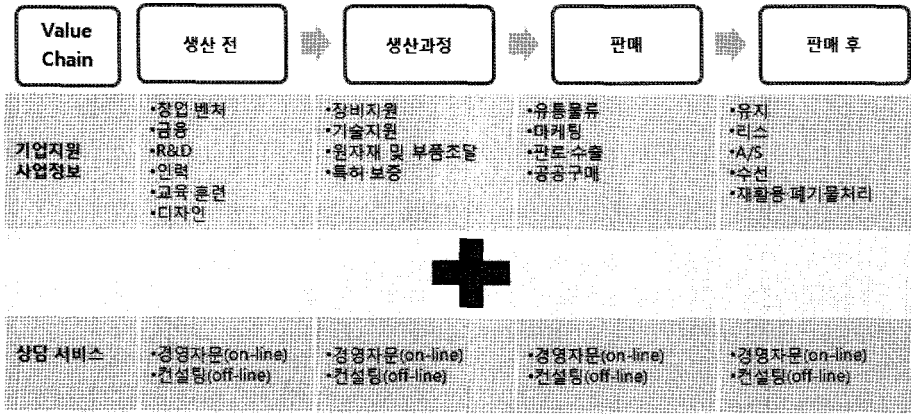 Value
Chain
생산 전
생산과정
판매
판매 후
기업지원
사업정보
•창업 벤처
•금융
•R&D
•인력
•교육 훈련
•디자인
•장비지원
•기술지원
•원자재 및 부품조달
•특허 보증
•유통물류
•마케팅
•판로 수출
•공공구매
•유지
•리스
•A/S
•수선
•재활용 폐기물처리
상담 서비스
•경영자문(on-line)
•컨설팅(off-line)
•경영자문(on-line)
•컨설팅(off-line)
•경영자문(on-line)
•컨설팅(off-line)
•경영자문(on-line)
•컨설팅(off-line)